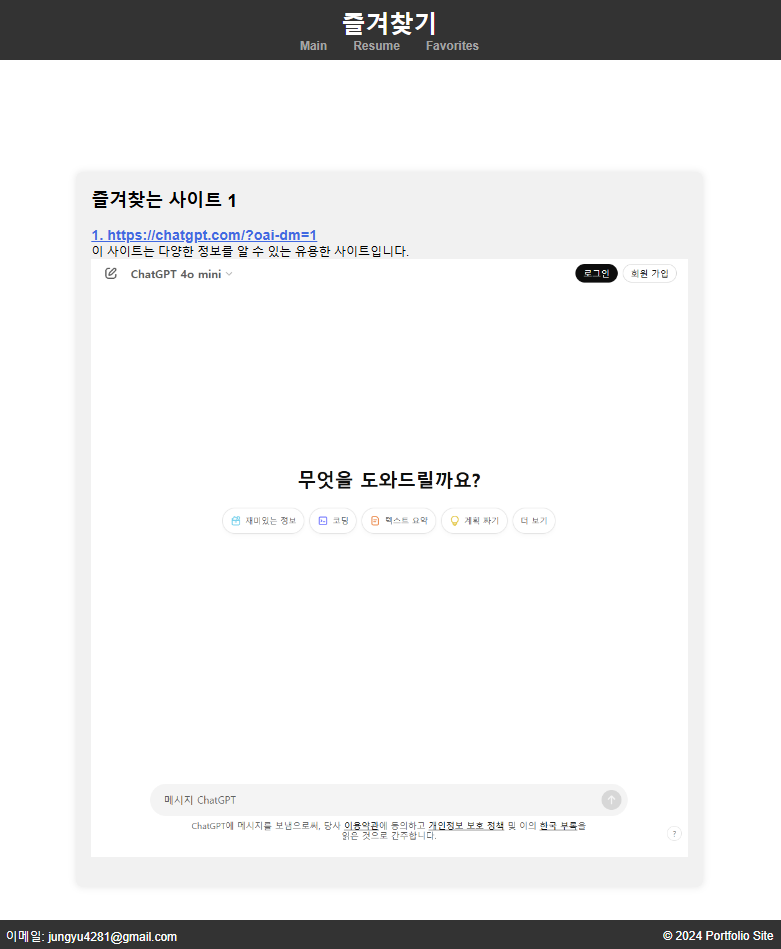 즐겨찾기
Main Resume Favorites
즐겨찾는 사이트 1
1. https://chatgpt.com/?oai-dm=1
이 사이트는 다양한 정보를 알 수 있는 유용한 사이트입니다.
ChatGPT 4o mini 로그인 회원 가입
무엇을 도와드릴까요?
재미있는 정보 코딩 텍스트 요약 계획 짜기 더 보기
메시지 ChatGPT
ChatGPT에 메시지를 보냄으로써, 당사 이용약관에 동의하고 개인정보 보호 정책 및 이의 한국 부록을
읽은 것으로 간주합니다.
?
이메일: jungyu4281@gmail.com © 2024 Portfolio Site